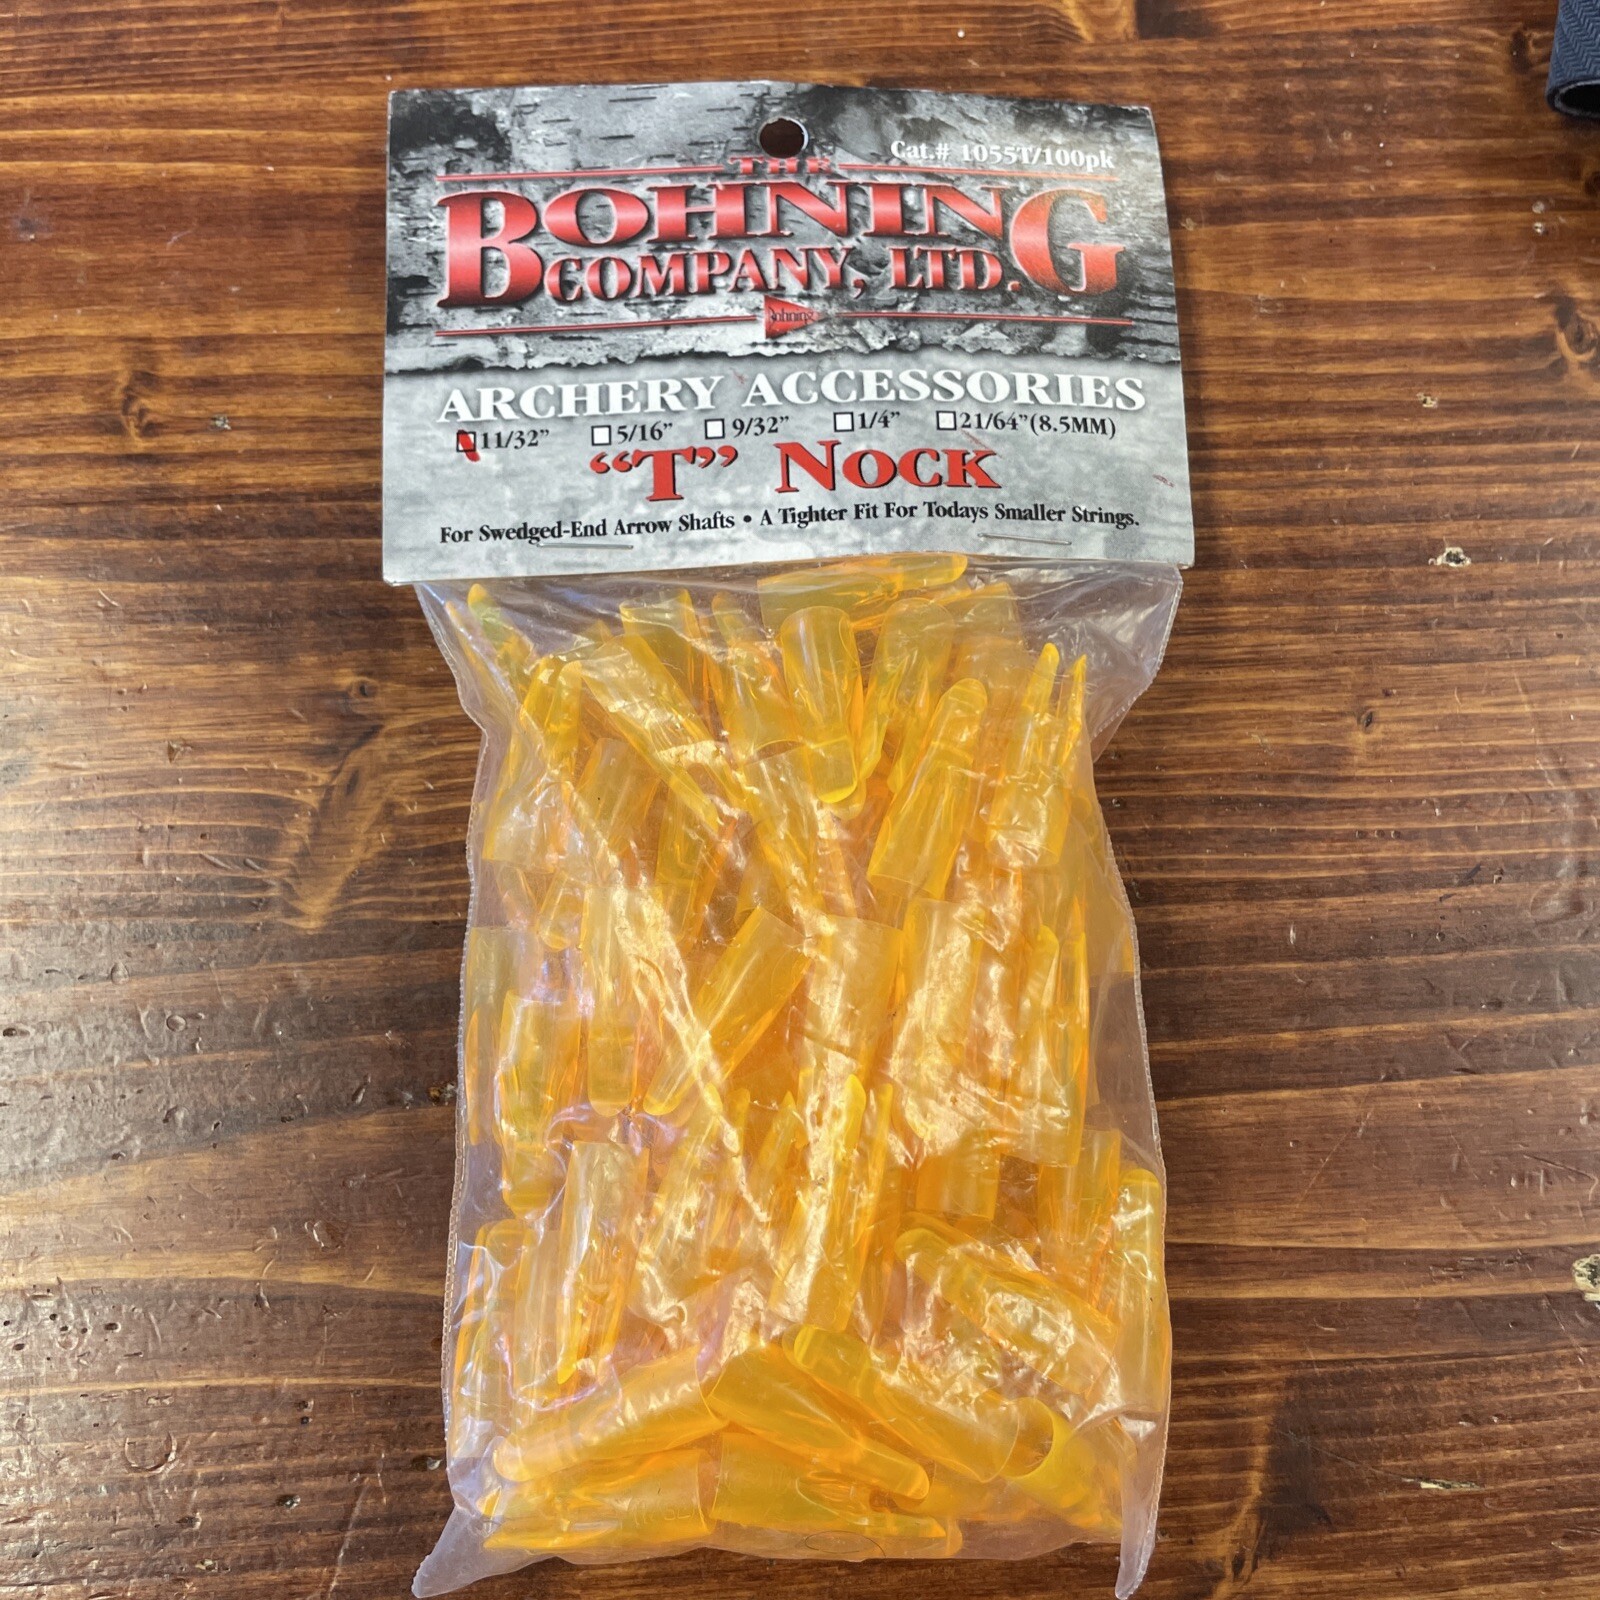 Cat.# 1055T/100pk
THE
BOHNING
COMPANY, LTD.
Bohning
ARCHERY ACCESSORIES
11/32” 5/16” 9/32” 1/4” 21/64”(8.5MM)
“T” NOCK
For Swedged-End Arrow Shafts • A Tighter Fit For Todays Smaller Strings.